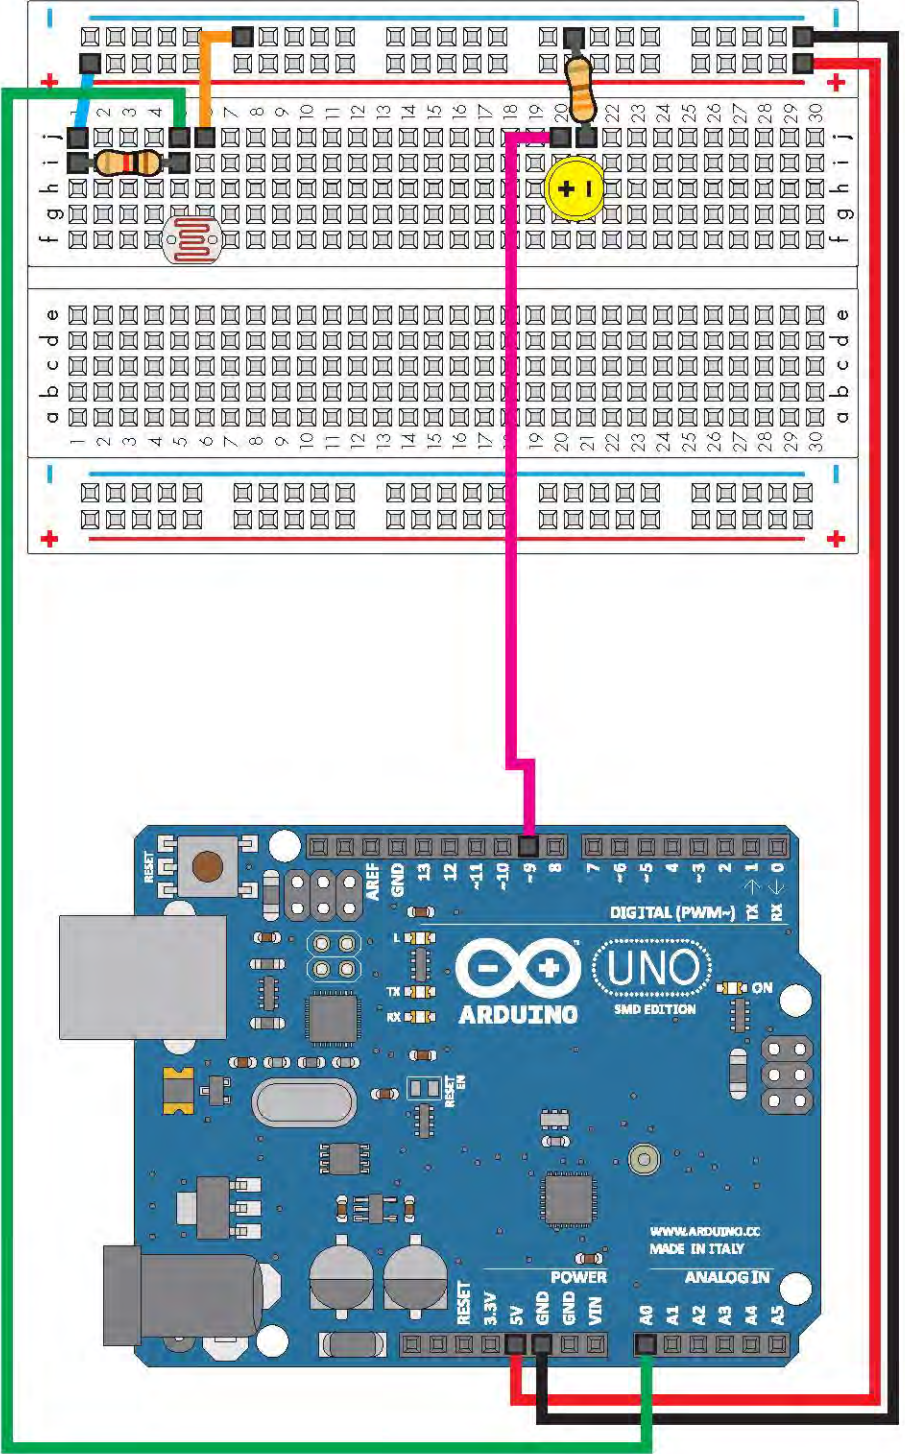 − −
+ +
1 2 3 4 5 6 7 8 9 10 11 12 13 14 15 16 17 18 19 20 21 22 23 24 25 26 27 28 29 30
j j
i i
h + − h
g g
f f
e e
d d
c c
b b
a a
1 2 3 4 5 6 7 8 9 10 11 12 13 14 15 16 17 18 19 20 21 22 23 24 25 26 27 28 29 30
− −
+ +
RESET
AREF GND 13 12 ~11 ~10 ~9 8 7 ~6 ~5 4 ~3 2 1 0
TX RX
DIGITAL (PWM~)
L
TX
RX
− +
ARDUINO
™
UNO
SMD EDITION
ON
RESET
EN
WWW.ARDUINO.CC
MADE IN ITALY
POWER ANALOG IN
RESET 3.3V 5V GND GND VIN A0 A1 A2 A3 A4 A5